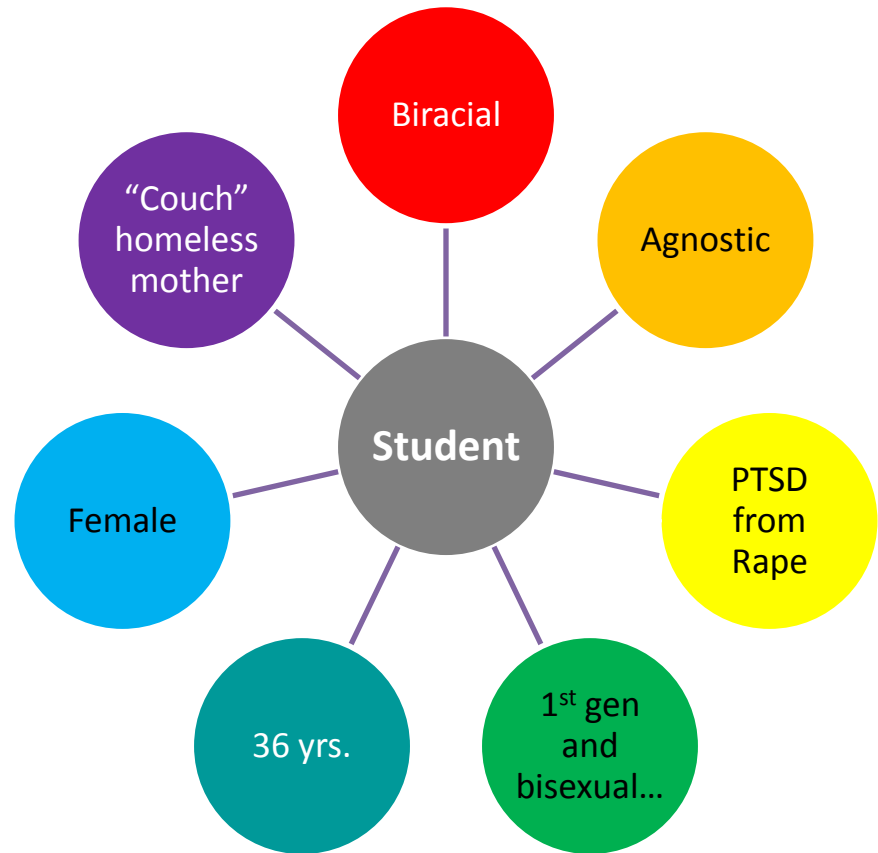 Biracial
Agnostic
PTSD
from
Rape
1st gen
and
bisexual…
36 yrs.
Female
“Couch”
homeless
mother
Student